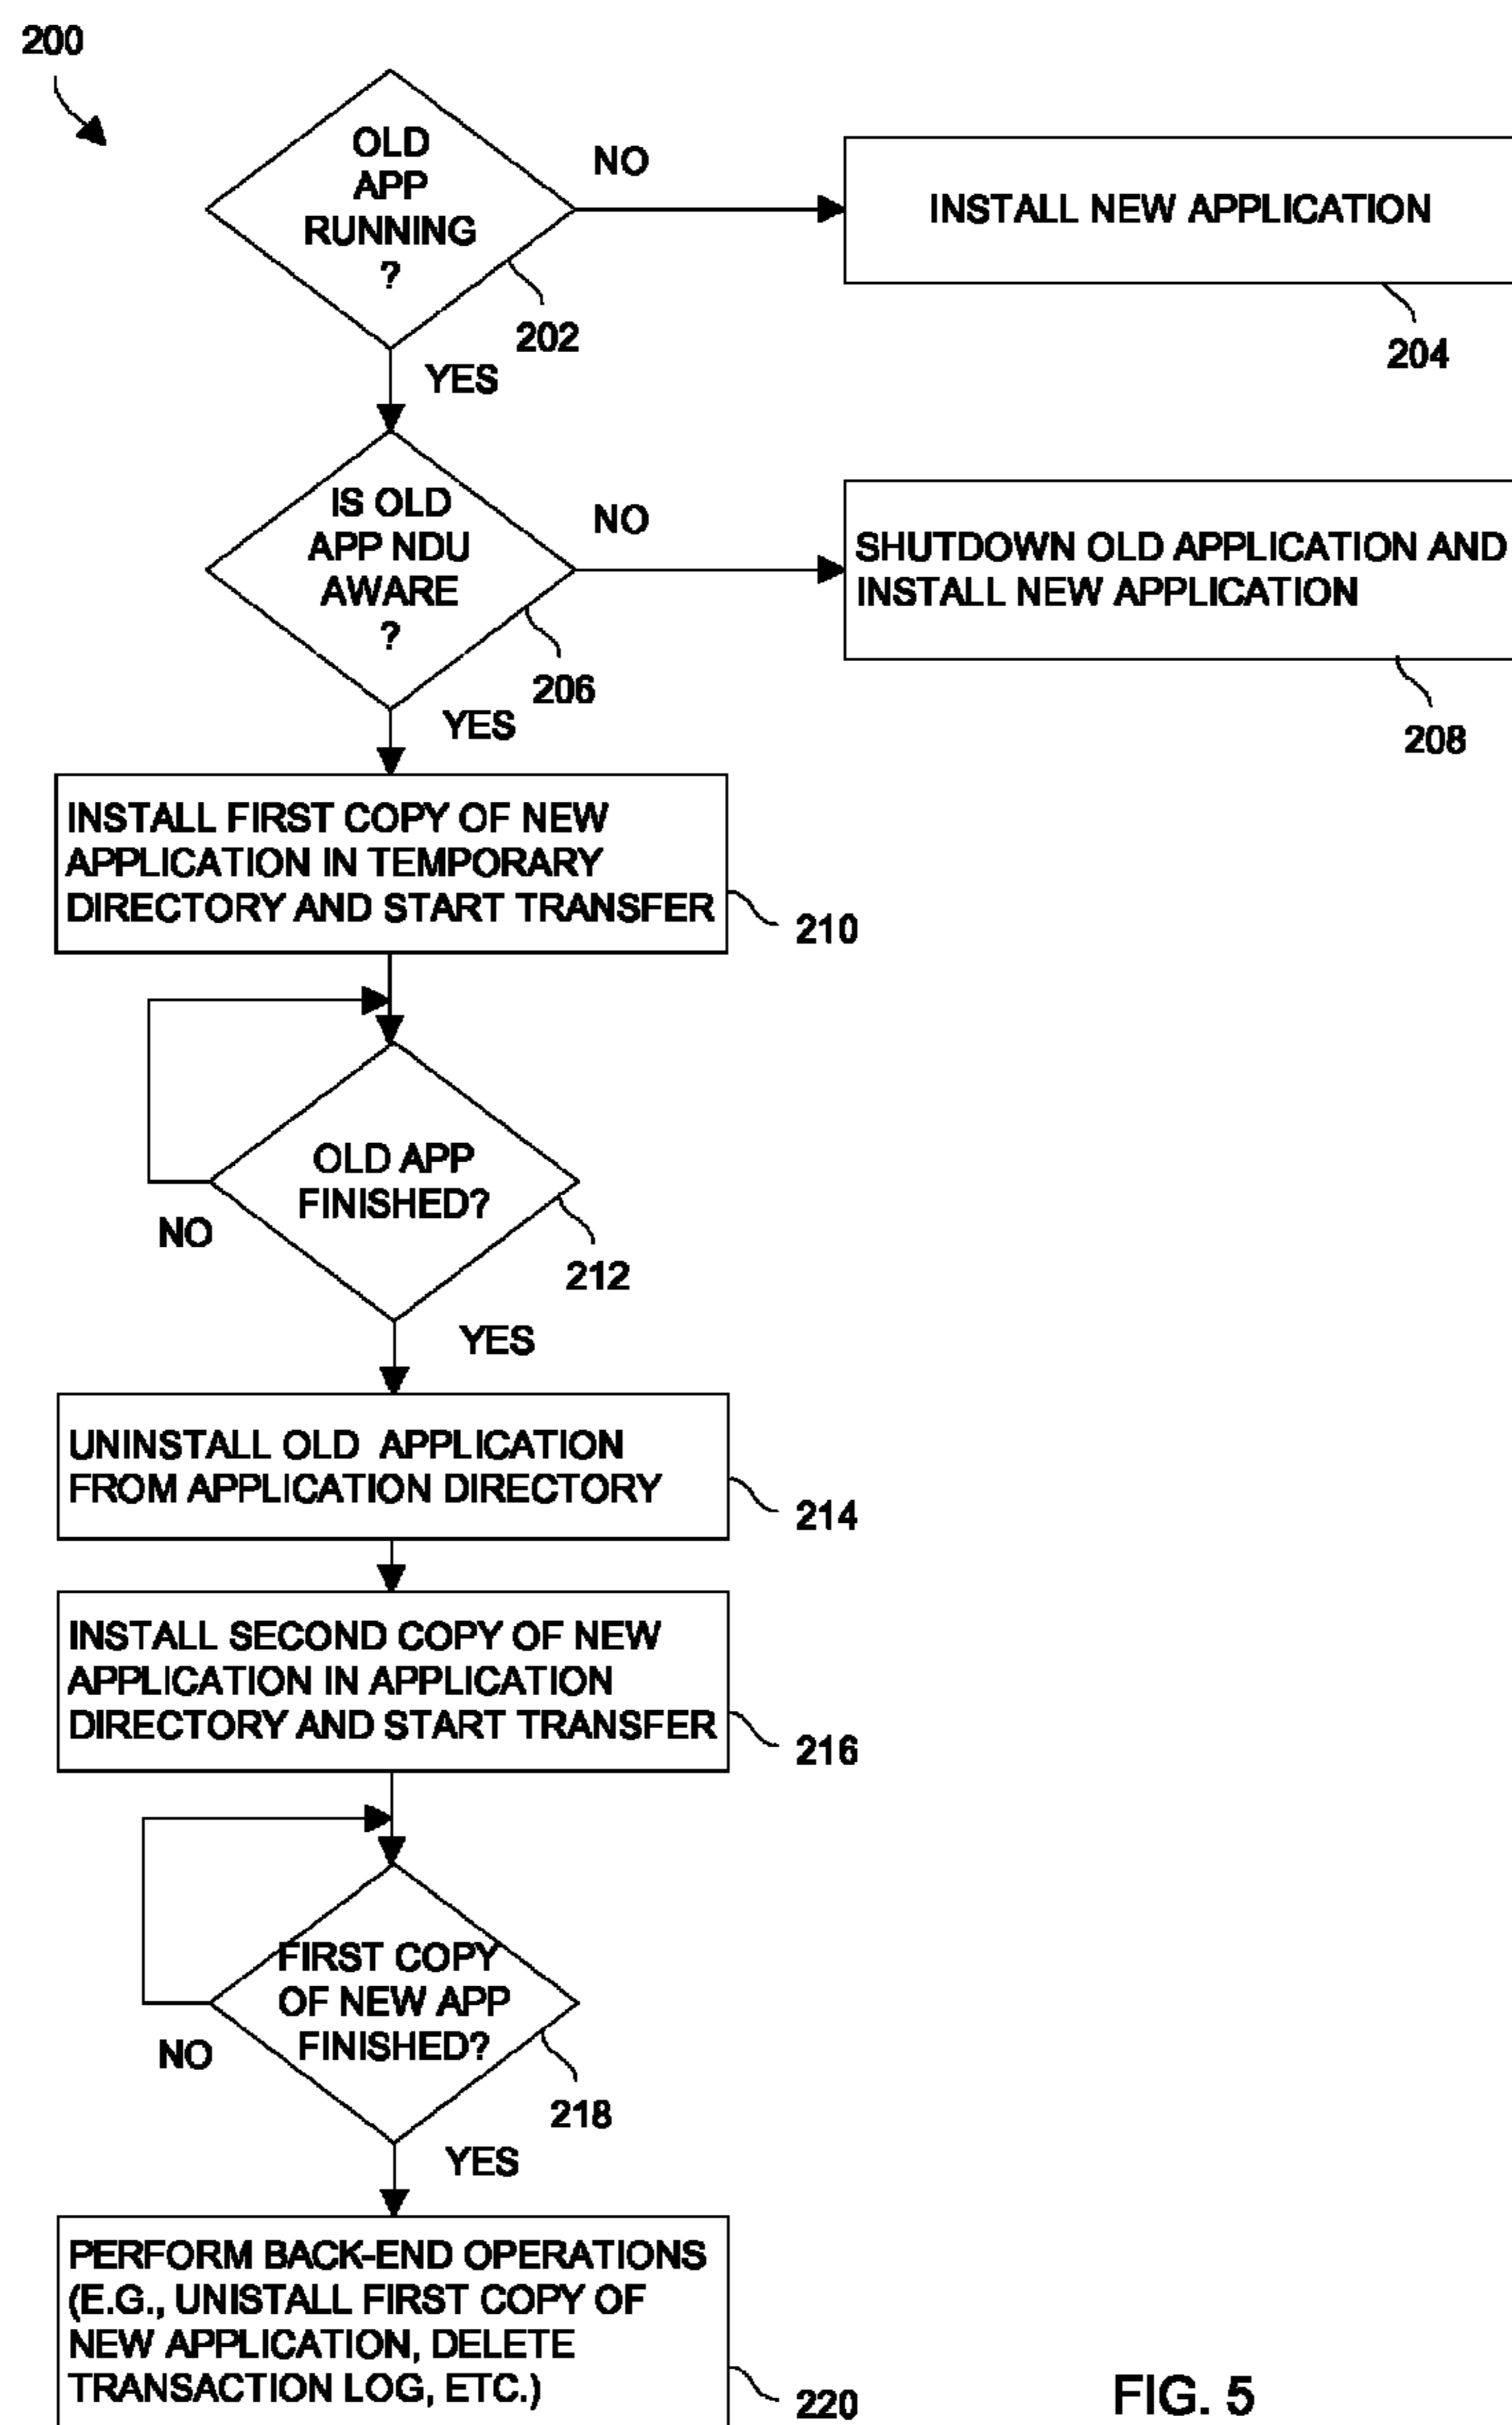 200
OLD
APP
RUNNING
?
NO
INSTALL NEW APPLICATION
202
204
YES
IS OLD
APP NDU
AWARE
?
NO
SHUTDOWN OLD APPLICATION AND
INSTALL NEW APPLICATION
206
208
YES
INSTALL FIRST COPY OF NEW
APPLICATION IN TEMPORARY
DIRECTORY AND START TRANSFER
210
OLD APP
FINISHED?
NO
212
YES
UNINSTALL OLD APPLICATION
FROM APPLICATION DIRECTORY
214
INSTALL SECOND COPY OF NEW
APPLICATION IN APPLICATION
DIRECTORY AND START TRANSFER
216
FIRST COPY
OF NEW APP
FINISHED?
NO
218
YES
PERFORM BACK-END OPERATIONS
(E.G., UNISTALL FIRST COPY OF
NEW APPLICATION, DELETE
TRANSACTION LOG, ETC.)
220
FIG. 5